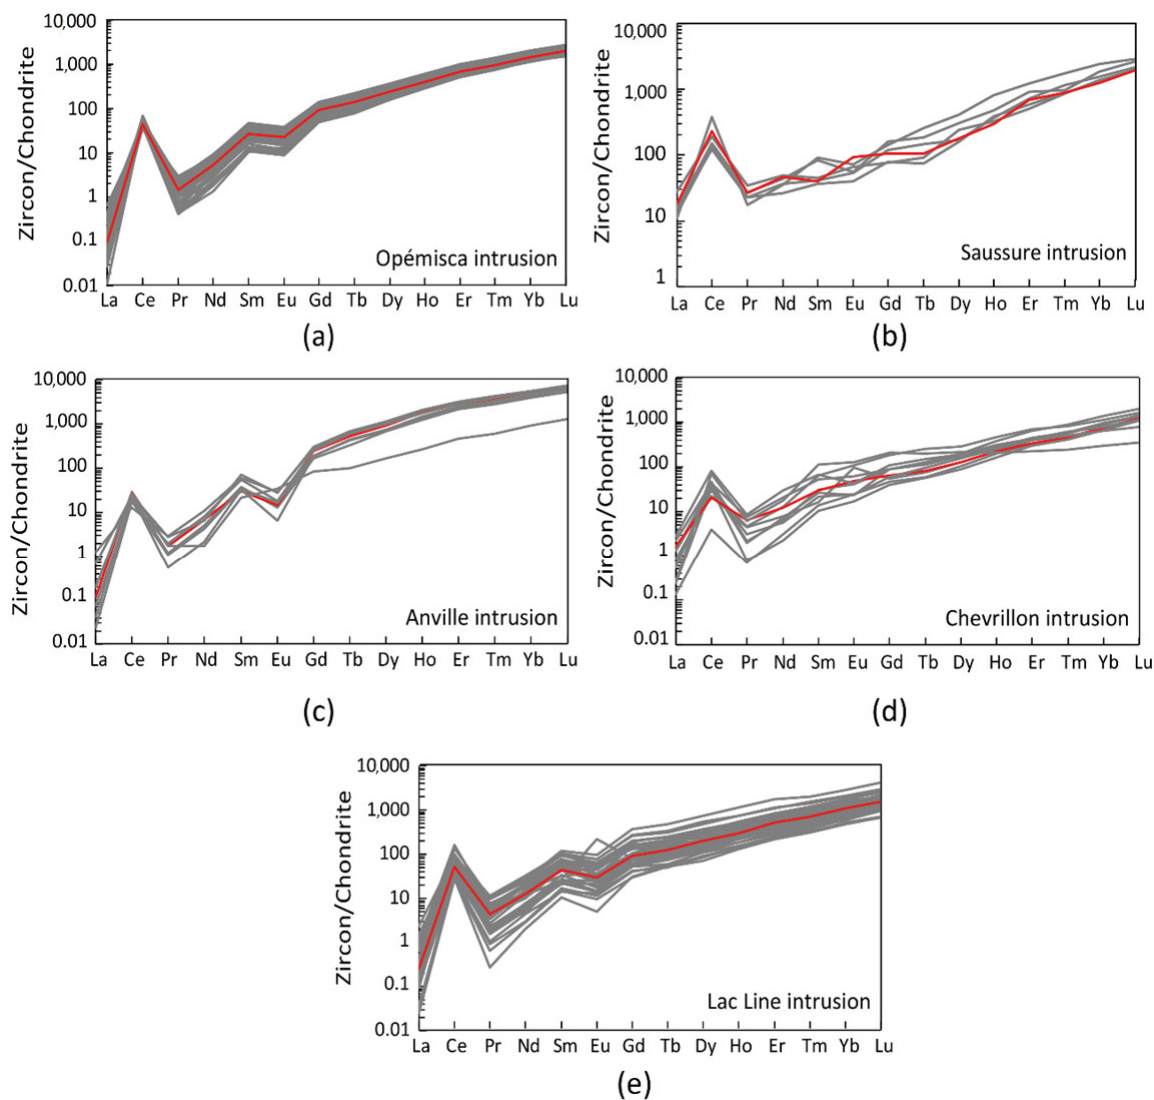 Zircon/Chondrite
10,000
1,000
100
10
1
0.1
0.01
La Ce Pr Nd Sm Eu Gd Tb Dy Ho Er Tm Yb Lu
Opémisca intrusion
(a)
Zircon/Chondrite
10,000
1,000
100
10
1
La Ce Pr Nd Sm Eu Gd Tb Dy Ho Er Tm Yb Lu
Saussure intrusion
(b)
Zircon/Chondrite
10,000
1,000
100
10
1
0.1
0.01
La Ce Pr Nd Sm Eu Gd Tb Dy Ho Er Tm Yb Lu
Anville intrusion
(c)
Zircon/Chondrite
10,000
1,000
100
10
1
0.1
0.01
La Ce Pr Nd Sm Eu Gd Tb Dy Ho Er Tm Yb Lu
Chevrillon intrusion
(d)
Zircon/Chondrite
10,000
1,000
100
10
1
0.1
0.01
La Ce Pr Nd Sm Eu Gd Tb Dy Ho Er Tm Yb Lu
Lac Line intrusion
(e)